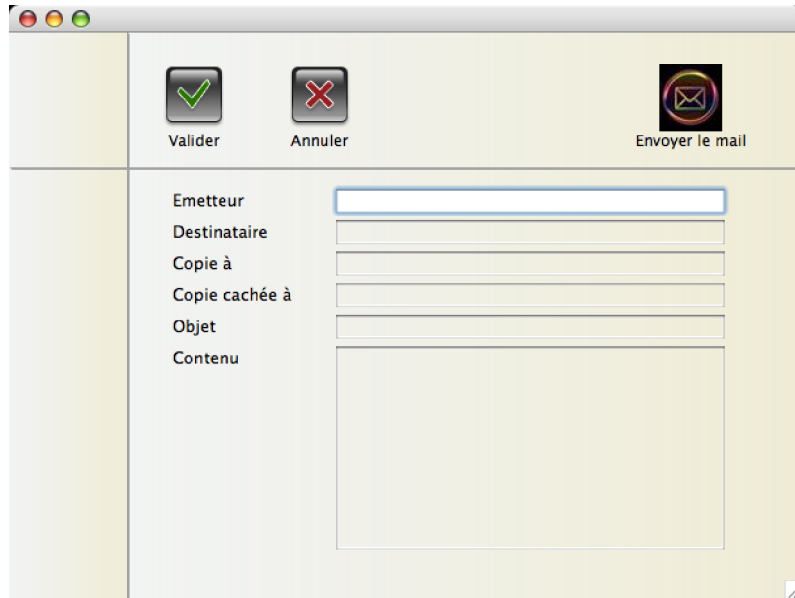 Valider
Annuler
Envoyer le mail
Emetteur
Destinataire
Copie à
Copie cachée à
Objet
Contenu